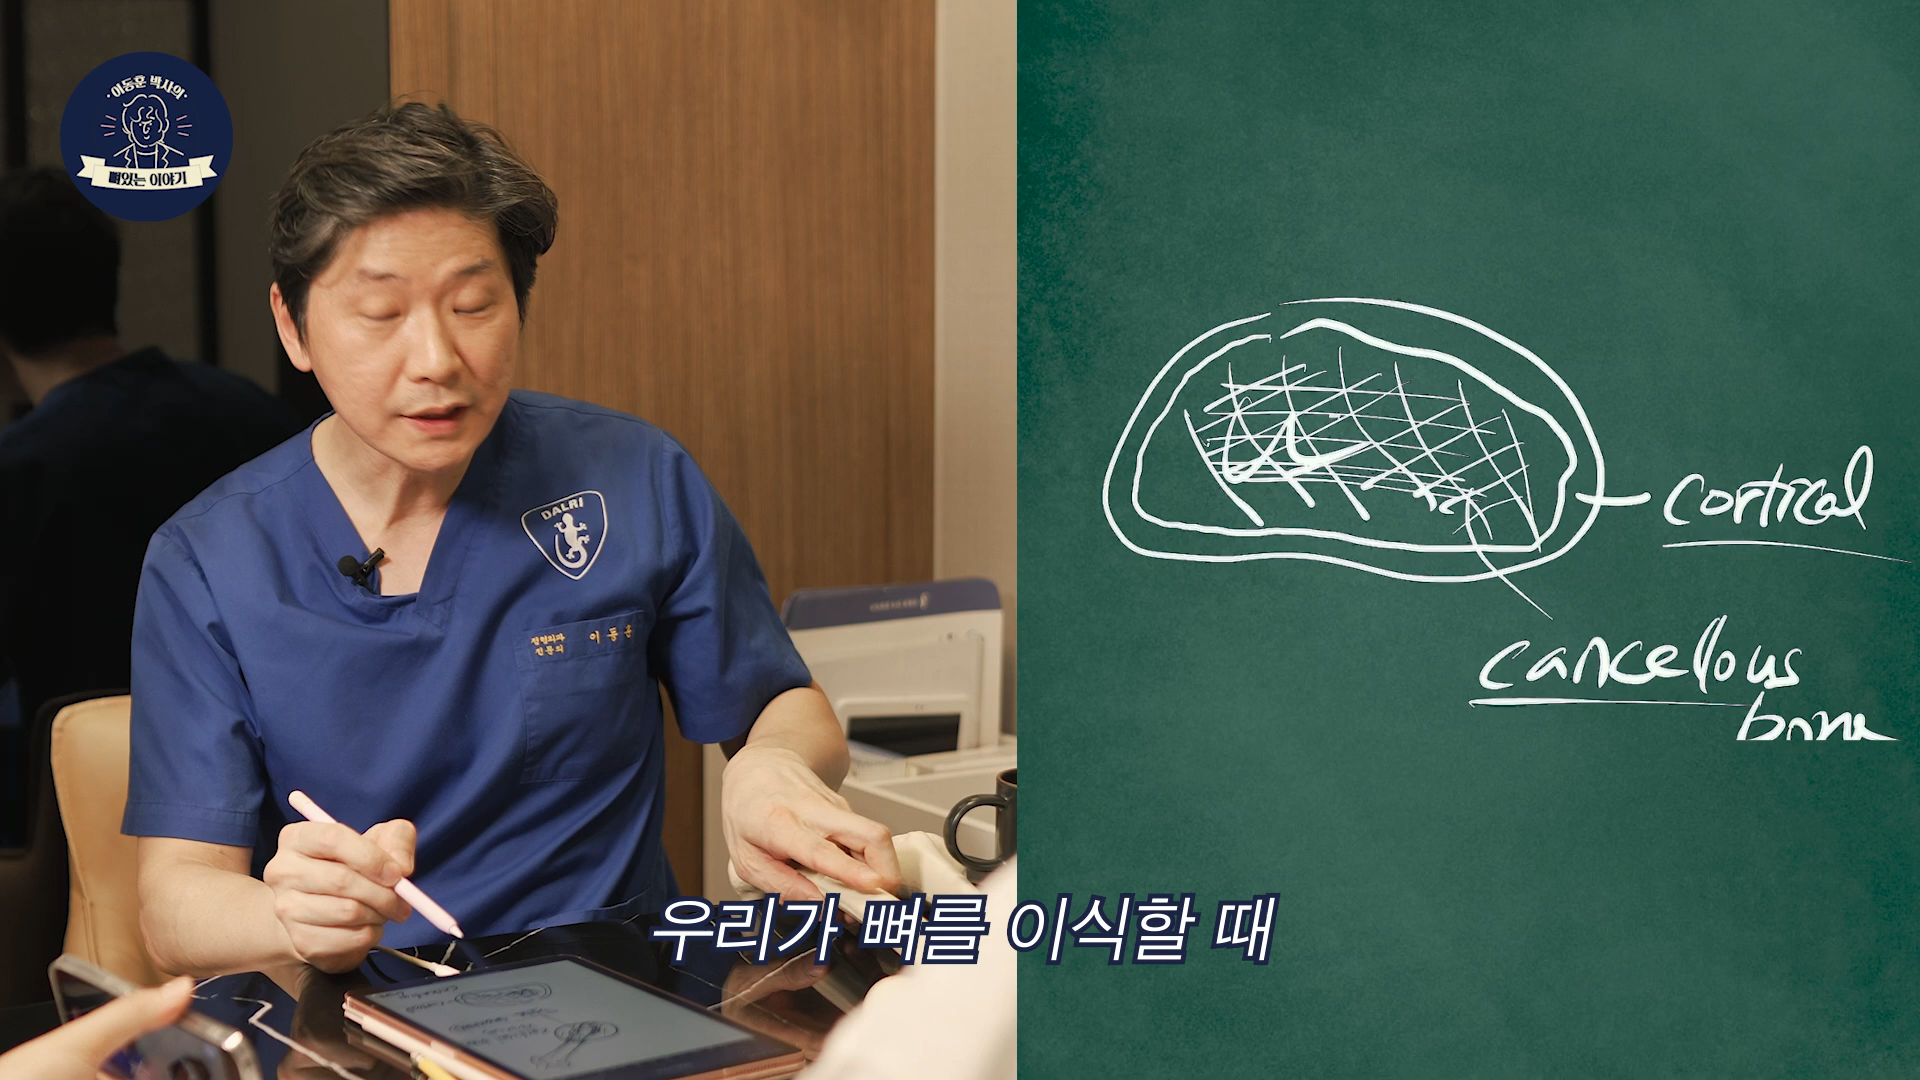 ·이동훈 박사의·
뼈있는 이야기
DALRI
정형외과
전문의
이동훈
cortical
cancelous
bone
우리가 뼈를 이식할 때